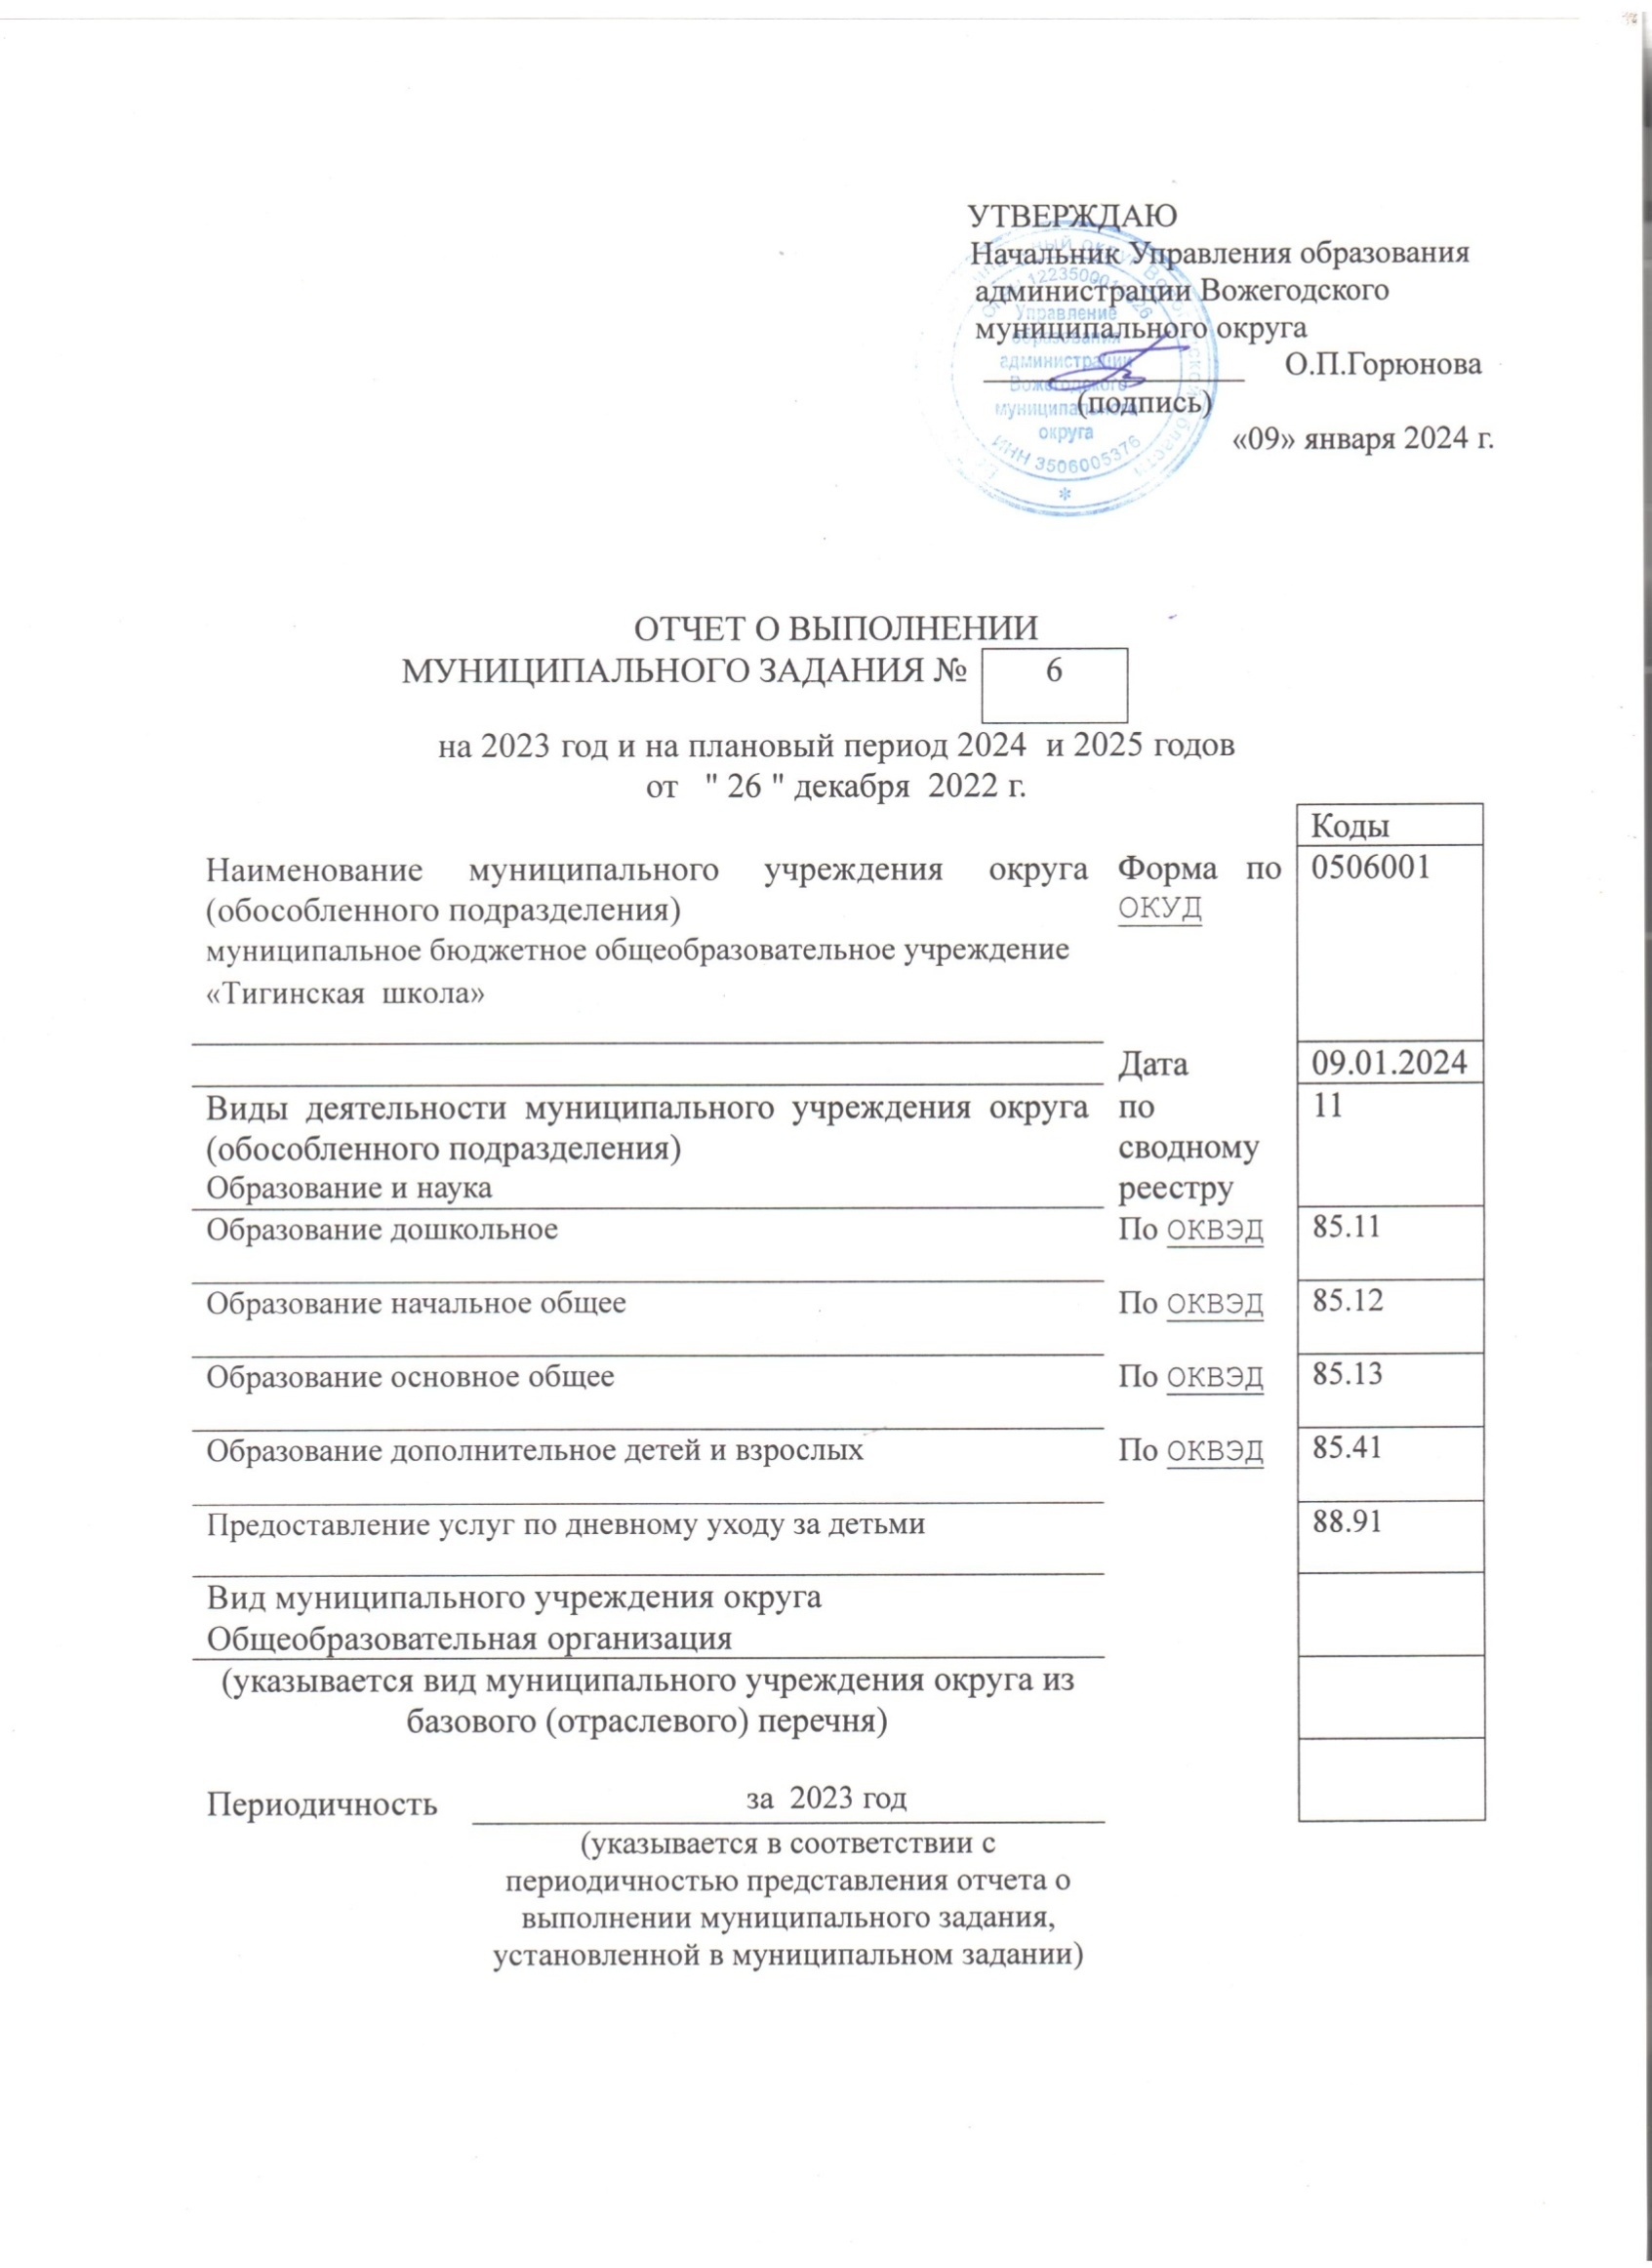 УТВЕРЖДАЮ
Начальник Управления образования
администрации Вожегодского
муниципального округа
О.П.Горюнова
(подпись)
«09» января 2024 г.
Управление
образования
администрации
Вожегодского
муниципального
округа
ИНН 3506005376
ОТЧЕТ О ВЫПОЛНЕНИИ
МУНИЦИПАЛЬНОГО ЗАДАНИЯ № 6
на 2023 год и на плановый период 2024 и 2025 годов
от " 26 " декабря 2022 г.
Коды
Наименование муниципального учреждения округа Форма по 0506001
(обособленного подразделения) ОКУД
муниципальное бюджетное общеобразовательное учреждение
«Тигинская школа»
Дата 09.01.2024
Виды деятельности муниципального учреждения округа по 11
(обособленного подразделения) сводному
Образование и наука реестру
Образование дошкольное По ОКВЭД 85.11
Образование начальное общее По ОКВЭД 85.12
Образование основное общее По ОКВЭД 85.13
Образование дополнительное детей и взрослых По ОКВЭД 85.41
Предоставление услуг по дневному уходу за детьми 88.91
Вид муниципального учреждения округа
Общеобразовательная организация
(указывается вид муниципального учреждения округа из
базового (отраслевого) перечня)
Периодичность за 2023 год
(указывается в соответствии с
периодичностью представления отчета о
выполнении муниципального задания,
установленной в муниципальном задании)